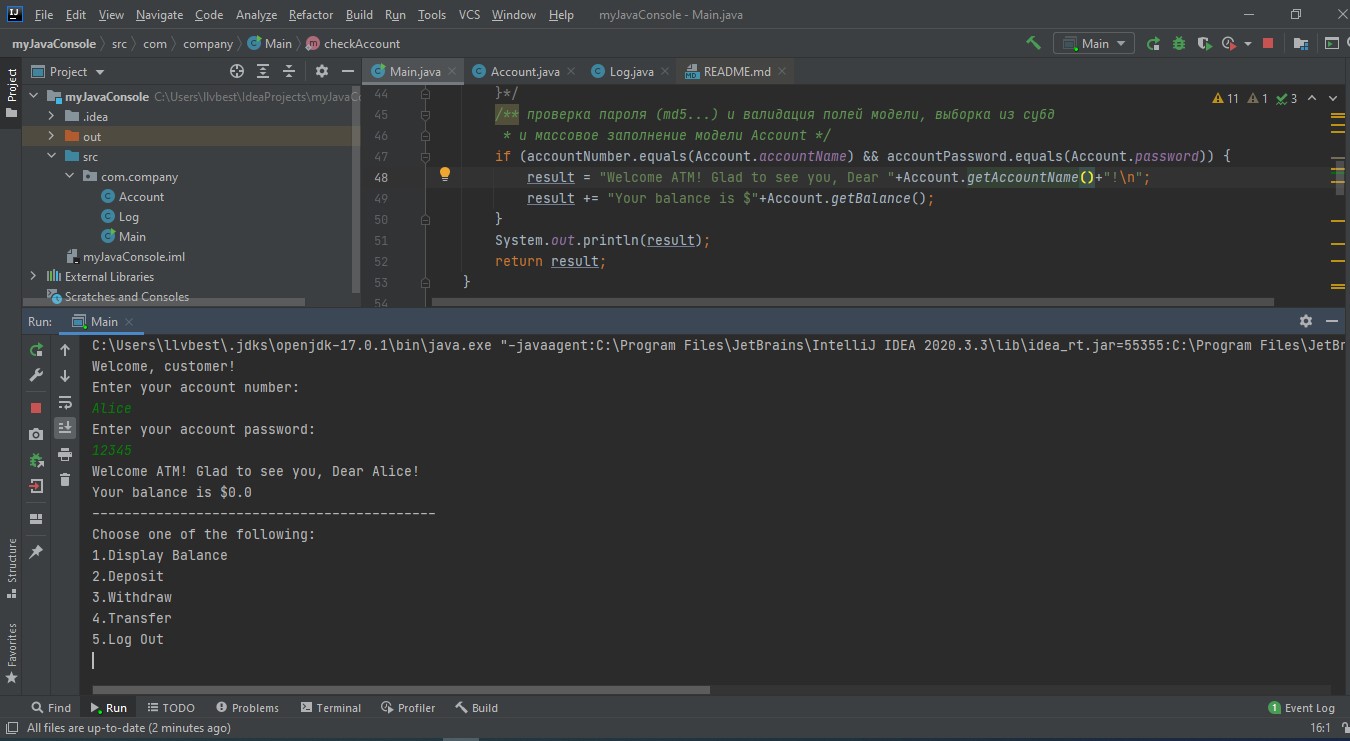 File Edit View Navigate Code Analyze Refactor Build Run Tools VCS Window Help myJavaConsole - Main.java
myJavaConsole src com company Main checkAccount Main
Project Main.java Account.java Log.java README.md
Project
myJavaConsole C:\Users\llvbest\IdeaProjects\myJavaCo
.idea
out
src
com.company
Account
Log
Main
myJavaConsole.iml
External Libraries
Scratches and Consoles
44 }*/
11 1 3
45 /** проверка пароля (md5...) и валидация полей модели, выборка из субд
46 * и массовое заполнение модели Account */
47 if (accountNumber.equals(Account.accountName) && accountPassword.equals(Account.password)) {
48 result = "Welcome ATM! Glad to see you, Dear "+Account.getAccountName()+"!\n";
49 result += "Your balance is $"+Account.getBalance();
50 }
51 System.out.println(result);
52 return result;
53 }
54
Run: Main
C:\Users\llvbest\.jdks\openjdk-17.0.1\bin\java.exe "-javaagent:C:\Program Files\JetBrains\IntelliJ IDEA 2020.3.3\lib\idea_rt.jar=55355:C:\Program Files\JetBr
Welcome, customer!
Enter your account number:
Alice
Enter your account password:
12345
Welcome ATM! Glad to see you, Dear Alice!
Your balance is $0.0
-------------------------------------------
Choose one of the following:
1.Display Balance
2.Deposit
3.Withdraw
4.Transfer
5.Log Out
Structure
Favorites
Find Run TODO Problems Terminal Profiler Build 1 Event Log
All files are up-to-date (2 minutes ago) 16:1